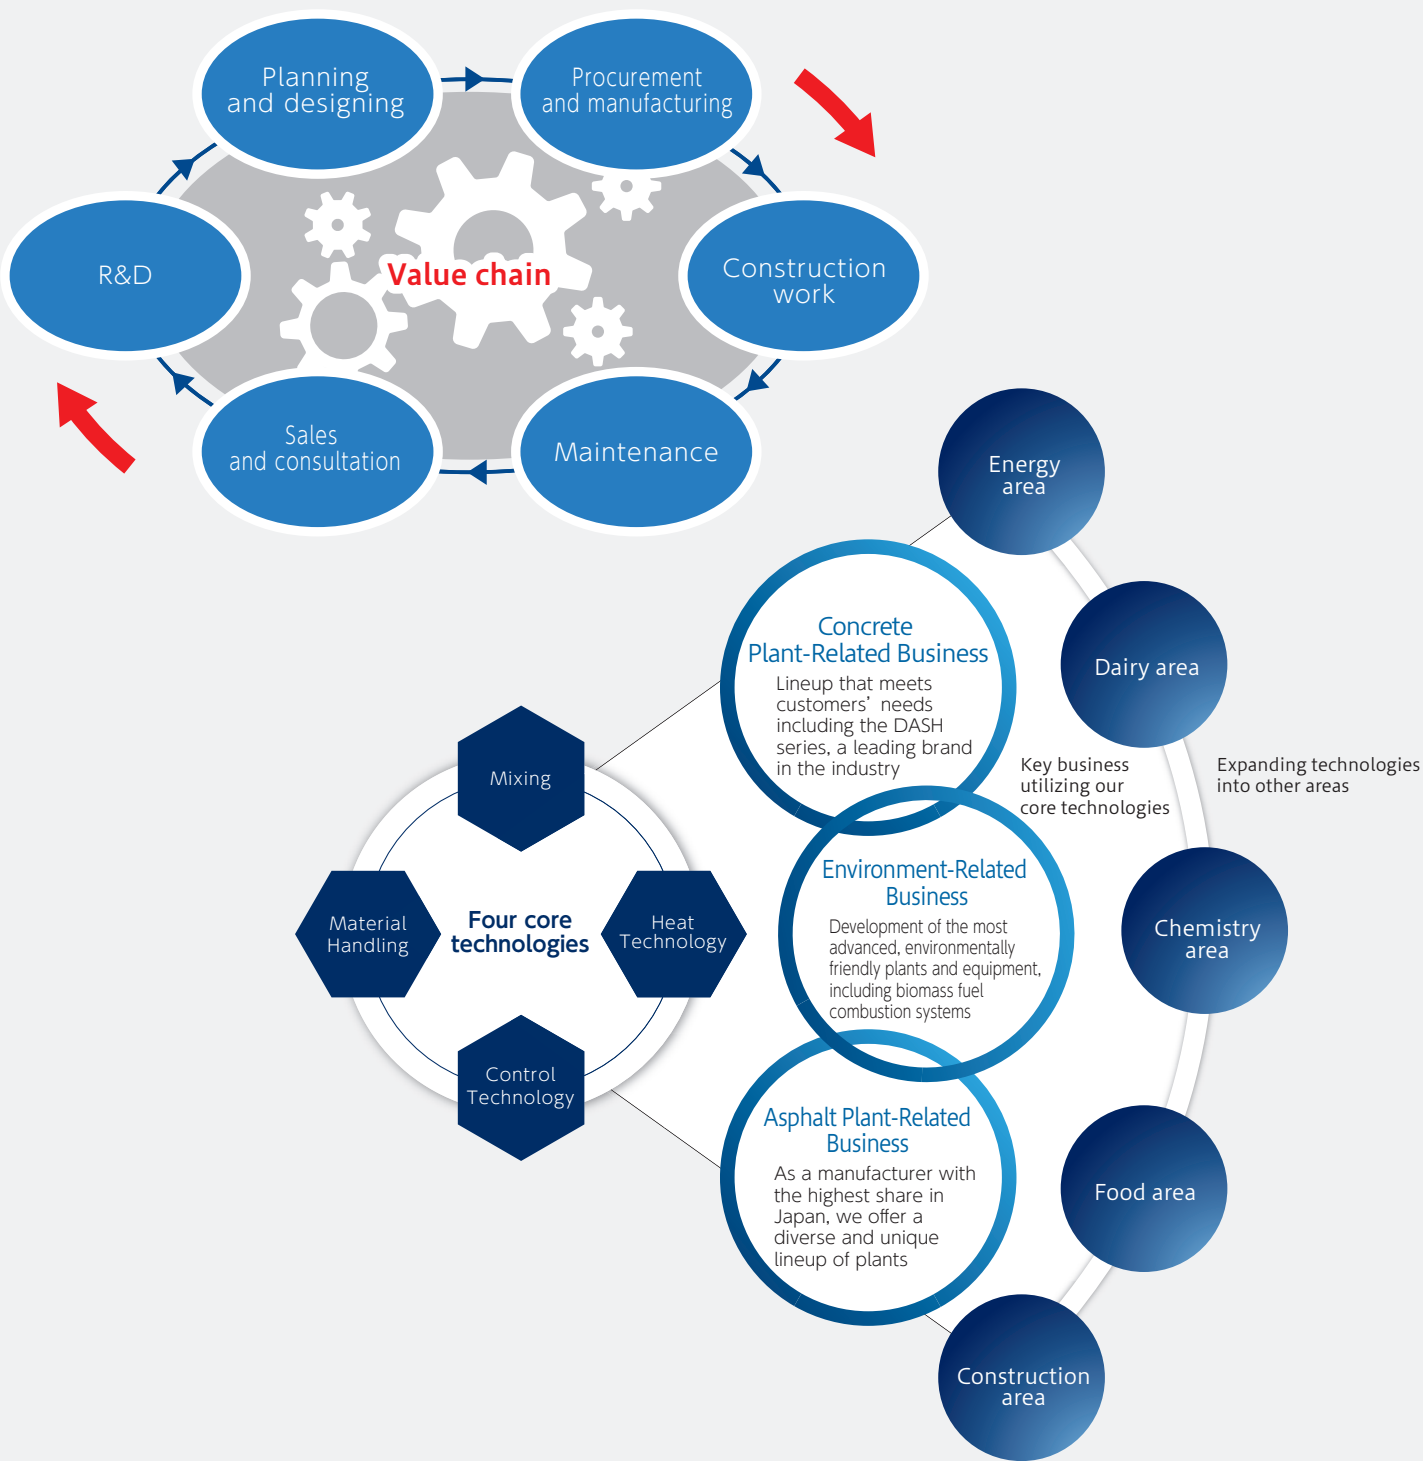 Planning
and designing
Procurement
and manufacturing
R&D
Value chain
Construction
work
Sales
and consultation
Maintenance
Energy
area
Concrete
Plant-Related Business
Lineup that meets
customers’ needs
including the DASH
series, a leading brand
in the industry
Dairy area
Key business
utilizing our
core technologies
Expanding technologies
into other areas
Mixing
Material
Handling
Four core
technologies
Heat
Technology
Control
Technology
Environment-Related
Business
Development of the most
advanced, environmentally
friendly plants and equipment,
including biomass fuel
combustion systems
Chemistry
area
Asphalt Plant-Related
Business
As a manufacturer with
the highest share in
Japan, we offer a
diverse and unique
lineup of plants
Food area
Construction
area